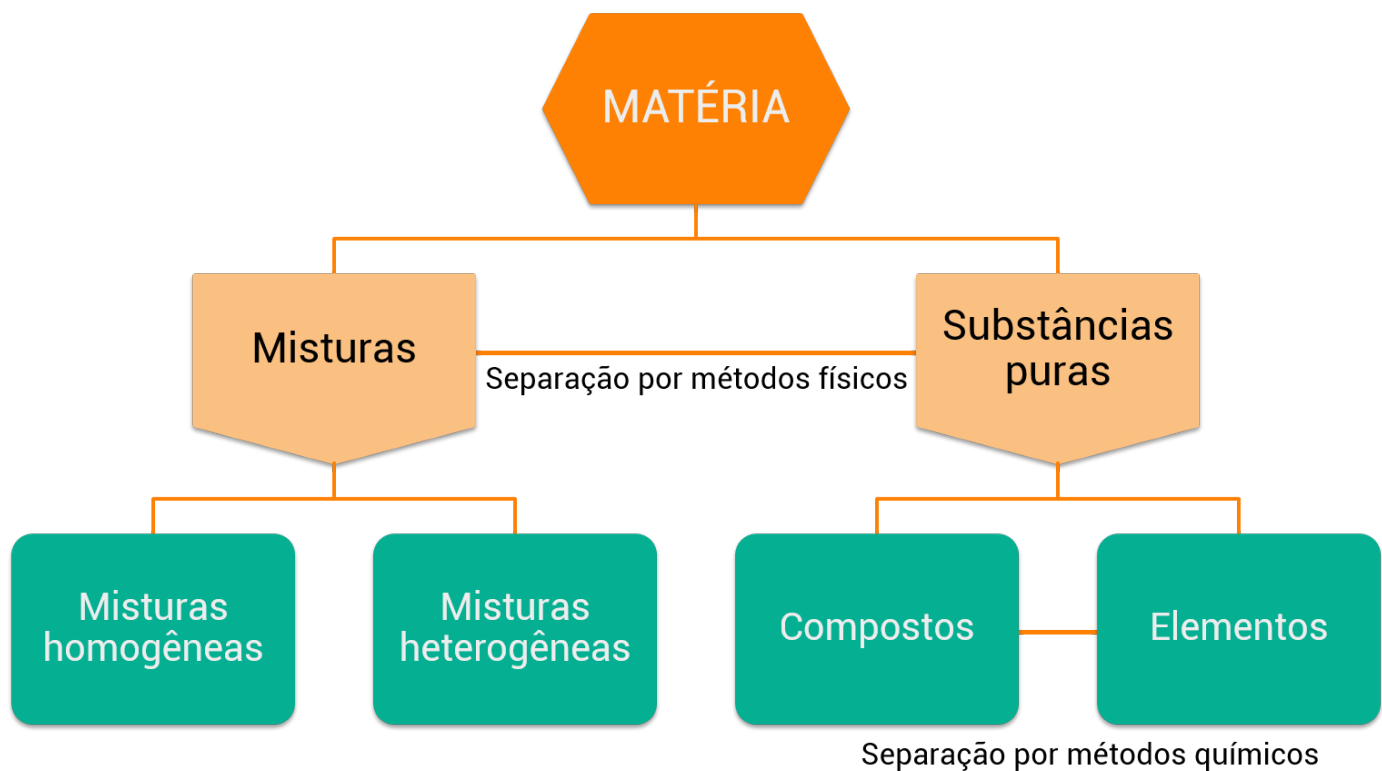 MATÉRIA
Misturas
Separação por métodos físicos
Substâncias
puras
Misturas
homogêneas
Misturas
heterogêneas
Compostos
Elementos
Separação por métodos químicos